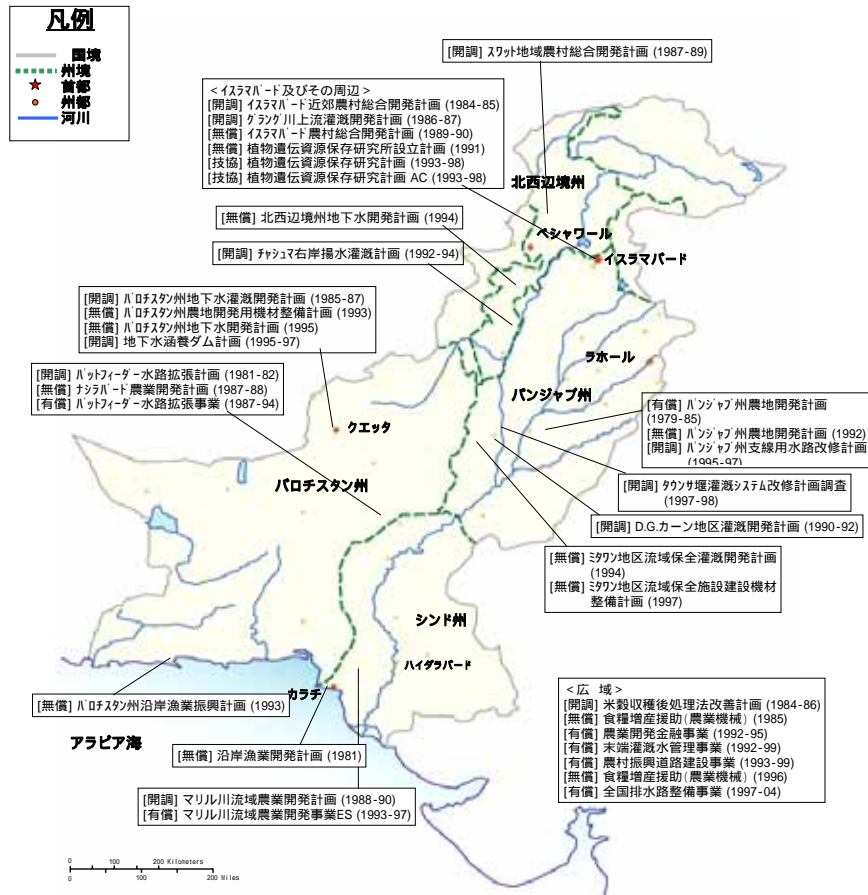 凡例
国境
州境
首都
州都
河川
[開調] スワット地域農村総合開発計画 (1987-89)
＜イスラマバード及びその周辺＞
[開調] イスラマバード近郊農村総合開発計画 (1984-85)
[開調] グラング川上流灌漑開発計画 (1986-87)
[無償] イスラマバード農村総合開発計画 (1989-90)
[無償] 植物遺伝資源保存研究所設立計画 (1991)
[技協] 植物遺伝資源保存研究計画 (1993-98)
[技協] 植物遺伝資源保存研究計画 AC (1993-98)
北西辺境州
[無償] 北西辺境州地下水開発計画 (1994)
ペシャワール
[開調] チャシュマ右岸揚水灌漑計画 (1992-94)
イスラマバード
[開調] バロチスタン州地下水灌漑開発計画 (1985-87)
[無償] バロチスタン州農地開発用機材整備計画 (1993)
[無償] バロチスタン州地下水開発計画 (1995)
[開調] 地下水涵養ダム計画 (1995-97)
ラホール
[開調] パットフィーダー水路拡張計画 (1981-82)
[無償] ナシラバード農業開発計画 (1987-88)
[有償] パットフィーダー水路拡張事業 (1987-94)
パンジャブ州
クエッタ
[有償] パンジャブ州農地開発計画
(1979-85)
[無償] パンジャブ州農地開発計画 (1992)
[開調] パンジャブ州支線用水路改修計画
(1995-97)
バロチスタン州
[開調] タウンサ堰灌漑システム改修計画調査
(1997-98)
[開調] D.G.カーン地区灌漑開発計画 (1990-92)
[無償] ミタワン地区流域保全灌漑開発計画
(1994)
[無償] ミタワン地区流域保全施設建設機材
整備計画 (1997)
シンド州
ハイダラバード
カラチ
[無償] バロチスタン州沿岸漁業振興計画 (1993)
アラビア海
[無償] 沿岸漁業開発計画 (1981)
[開調] マリル川流域農業開発計画 (1988-90)
[有償] マリル川流域農業開発事業ES (1993-97)
＜広 域＞
[開調] 米穀収穫後処理法改善計画 (1984-86)
[無償] 食糧増産援助(農業機械) (1985)
[有償] 農業開発金融事業 (1992-95)
[有償] 末端灌漑水管理事業 (1992-99)
[有償] 農村振興道路建設事業 (1993-99)
[無償] 食糧増産援助(農業機械) (1996)
[有償] 全国排水路整備事業 (1997-04)
0 100 200 Kilometers
0 100 200 Miles